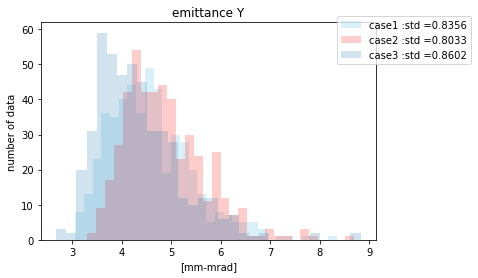 emittance Y
case1 :std =0.8356
case2 :std =0.8033
case3 :std =0.8602
number of data
60
50
40
30
20
10
0
3 4 5 6 7 8 9
[mm-mrad]